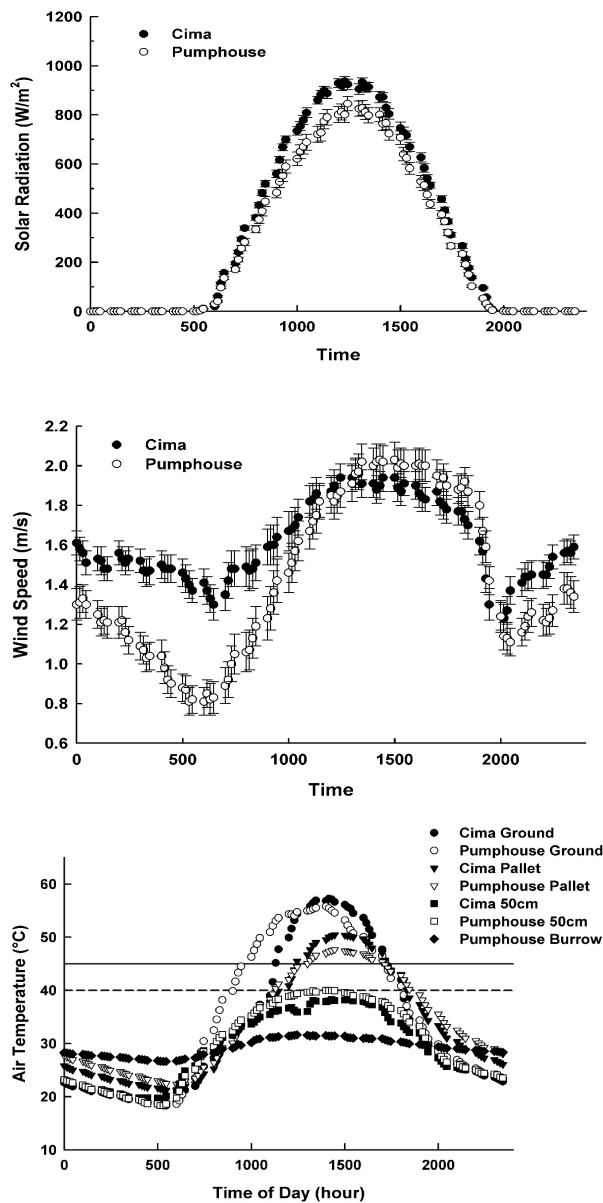 1200
1000
800
600
400
200
0
Solar Radiation (W/m²)
Cima
Pumphouse
0 500 1000 1500 2000
Time
2.2
2.0
1.8
1.6
1.4
1.2
1.0
0.8
0.6
Wind Speed (m/s)
Cima
Pumphouse
0 500 1000 1500 2000
Time
Cima Ground
Pumphouse Ground
Cima Pallet
Pumphouse Pallet
Cima 50cm
Pumphouse 50cm
Pumphouse Burrow
60
50
40
30
20
10
Air Temperature (°C)
0 500 1000 1500 2000
Time of Day (hour)